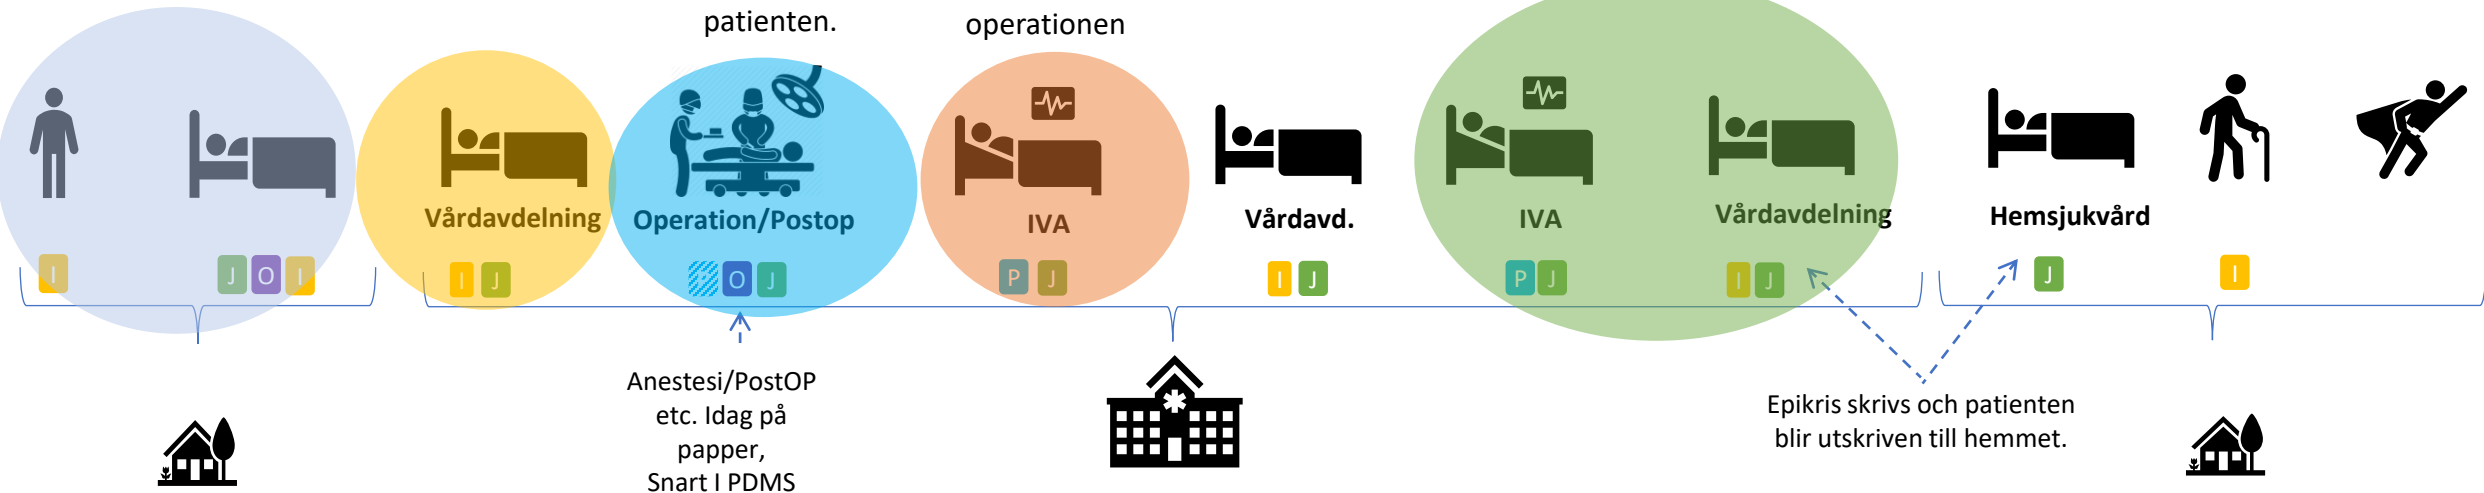 patienten.
operationen
Vårdavdelning
Operation/Postop
IVA
Vårdavd.
IVA
Vårdavdelning
Hemsjukvård
I
J O I
I J
O J
P J
I J
P J
I J
J
I
Anestesi/PostOP
etc. Idag på
papper,
Snart I PDMS
Epikris skrivs och patienten
blir utskriven till hemmet.